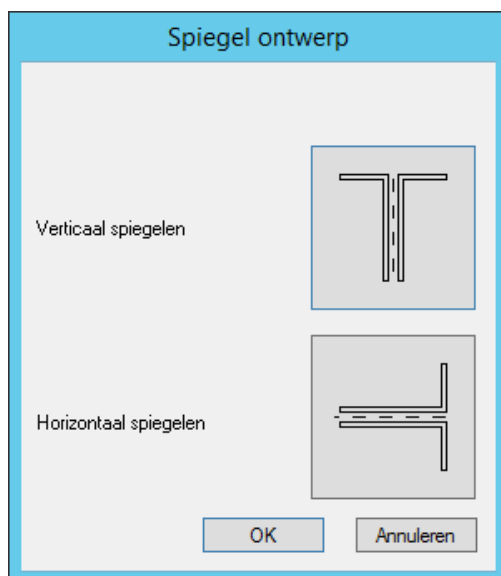 Spiegel ontwerp
Verticaal spiegelen
Horizontaal spiegelen
OK
Annuleren